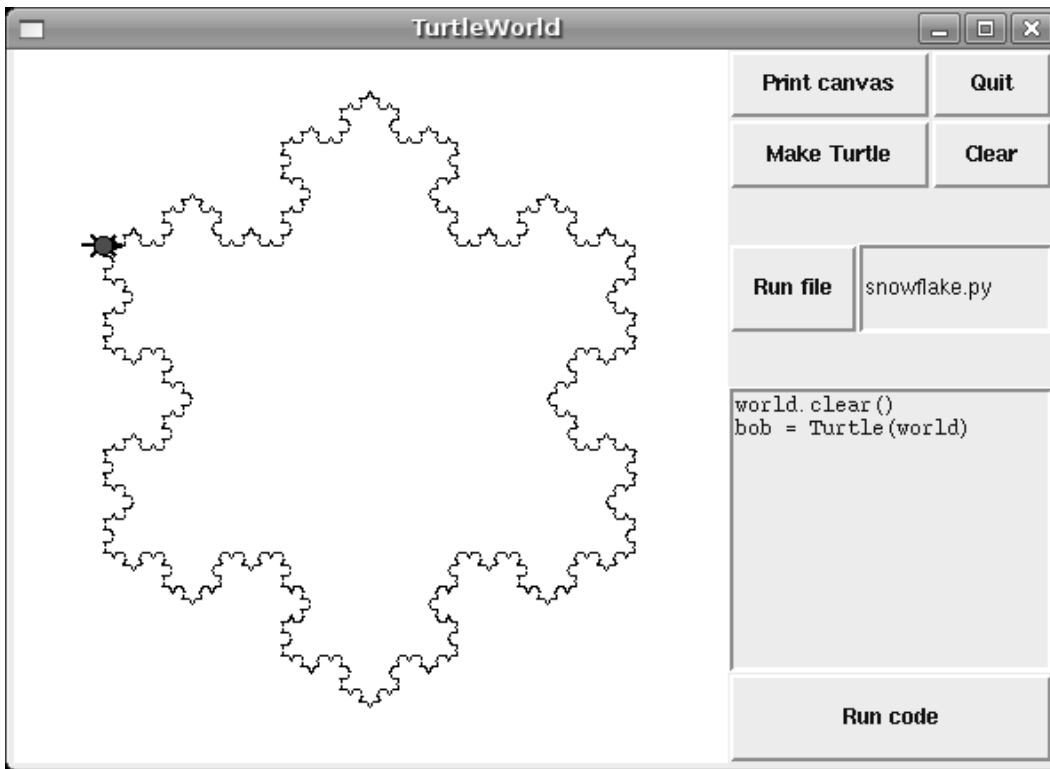 TurtleWorld
Print canvas
Quit
Make Turtle
Clear
Run file
snowflake.py
world.clear()
bob = Turtle(world)
Run code